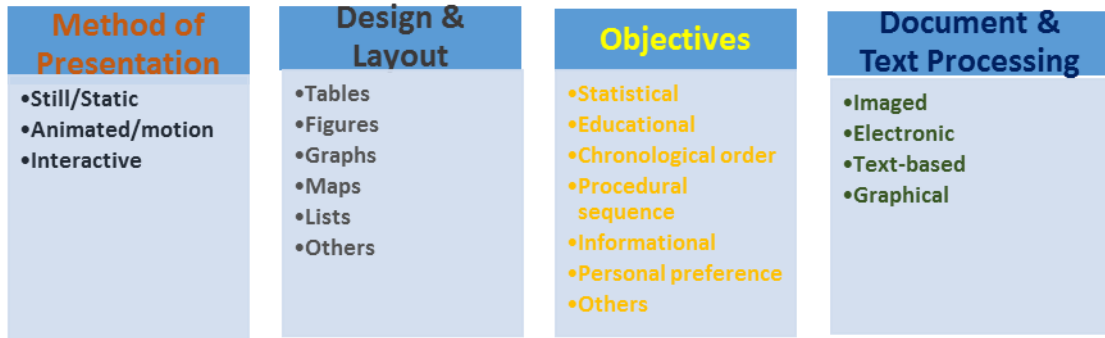 Method of
Presentation
•Still/Static
•Animated/motion
•Interactive
Design &
Layout
•Tables
•Figures
•Graphs
•Maps
•Lists
•Others
Objectives
•Statistical
•Educational
•Chronological order
•Procedural
sequence
•Informational
•Personal preference
•Others
Document &
Text Processing
•Imaged
•Electronic
•Text-based
•Graphical